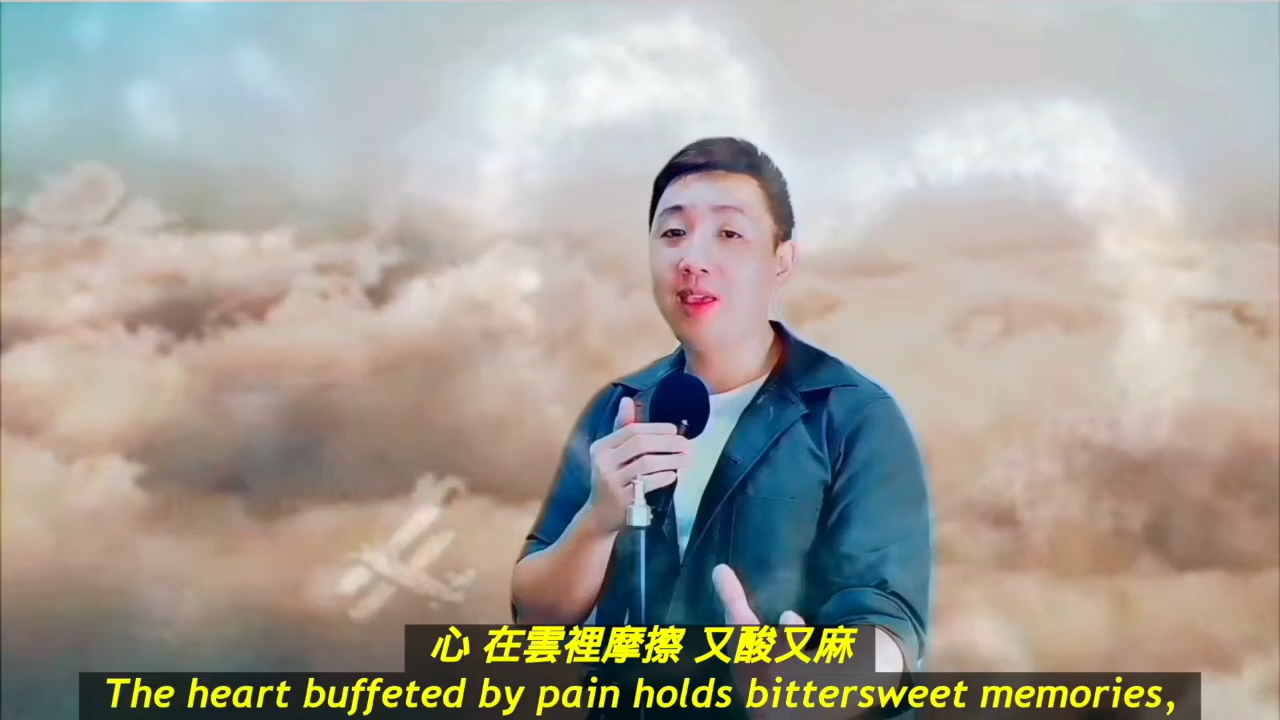 心 在雲裡摩擦 又酸又麻
The heart buffeted by pain holds bittersweet memories,